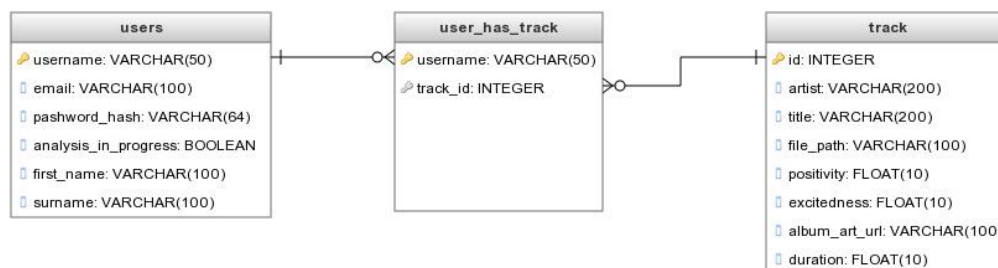 users
username: VARCHAR(50)
email: VARCHAR(100)
pashword_hash: VARCHAR(64)
analysis_in_progress: BOOLEAN
first_name: VARCHAR(100)
surname: VARCHAR(100)
user_has_track
username: VARCHAR(50)
track_id: INTEGER
track
id: INTEGER
artist: VARCHAR(200)
title: VARCHAR(200)
file_path: VARCHAR(100)
positivity: FLOAT(10)
excitedness: FLOAT(10)
album_art_url: VARCHAR(100
duration: FLOAT(10)